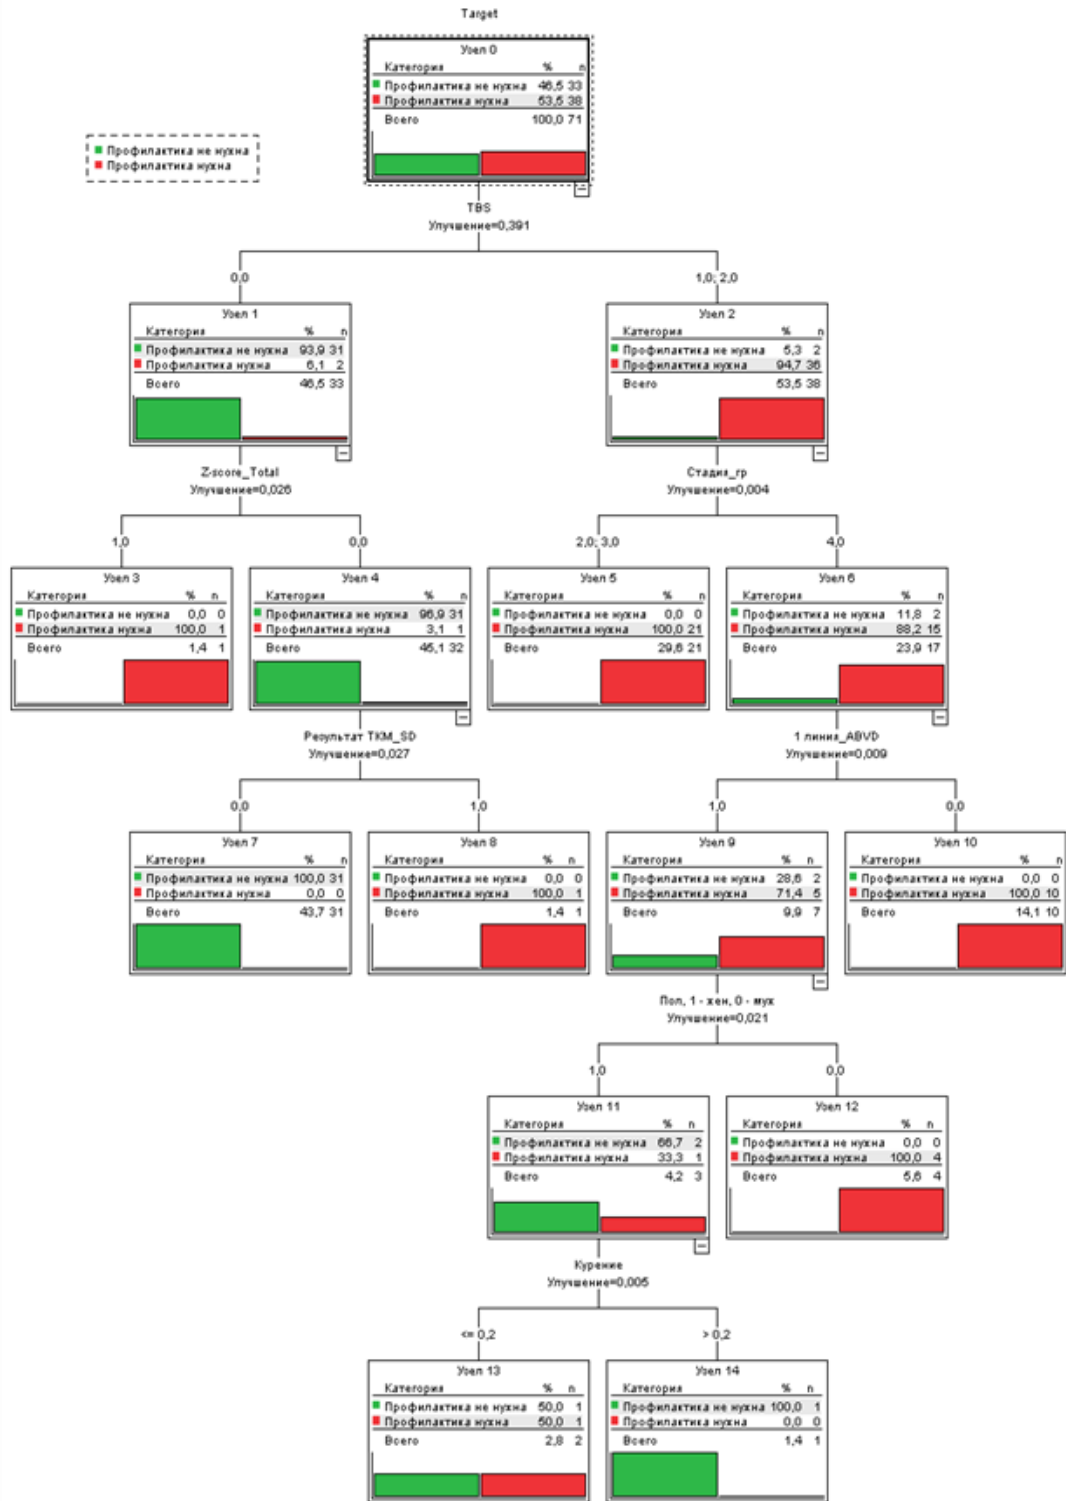 Target
Узел 0
Категория % n
Профилактика не нужна 46,5 33
Профилактика нужна 53,5 38
Всего 100,0 71
Профилактика не нужна
Профилактика нужна
TBS
Улучшение=0,391
0,0
1,0; 2,0
Узел 1
Категория % n
Профилактика не нужна 93,9 31
Профилактика нужна 6,1 2
Всего 46,5 33
Узел 2
Категория % n
Профилактика не нужна 5,3 2
Профилактика нужна 94,7 36
Всего 53,5 38
Z-score_Total
Улучшение=0,026
Стадия_гр
Улучшение=0,004
1,0
0,0
2,0; 3,0
4,0
Узел 3
Категория % n
Профилактика не нужна 0,0 0
Профилактика нужна 100,0 1
Всего 1,4 1
Узел 4
Категория % n
Профилактика не нужна 96,9 31
Профилактика нужна 3,1 1
Всего 45,1 32
Узел 5
Категория % n
Профилактика не нужна 0,0 0
Профилактика нужна 100,0 21
Всего 29,6 21
Узел 6
Категория % n
Профилактика не нужна 11,8 2
Профилактика нужна 88,2 15
Всего 23,9 17
Результат ТКМ_SD
Улучшение=0,027
1 линия_ABVD
Улучшение=0,009
0,0
1,0
1,0
0,0
Узел 7
Категория % n
Профилактика не нужна 100,0 31
Профилактика нужна 0,0 0
Всего 43,7 31
Узел 8
Категория % n
Профилактика не нужна 0,0 0
Профилактика нужна 100,0 1
Всего 1,4 1
Узел 9
Категория % n
Профилактика не нужна 28,6 2
Профилактика нужна 71,4 5
Всего 9,9 7
Узел 10
Категория % n
Профилактика не нужна 0,0 0
Профилактика нужна 100,0 10
Всего 14,1 10
Пол, 1 - жен, 0 - муж
Улучшение=0,021
1,0
0,0
Узел 11
Категория % n
Профилактика не нужна 66,7 2
Профилактика нужна 33,3 1
Всего 4,2 3
Узел 12
Категория % n
Профилактика не нужна 0,0 0
Профилактика нужна 100,0 4
Всего 5,6 4
Курение
Улучшение=0,005
<= 0,2
> 0,2
Узел 13
Категория % n
Профилактика не нужна 50,0 1
Профилактика нужна 50,0 1
Всего 2,8 2
Узел 14
Категория % n
Профилактика не нужна 100,0 1
Профилактика нужна 0,0 0
Всего 1,4 1